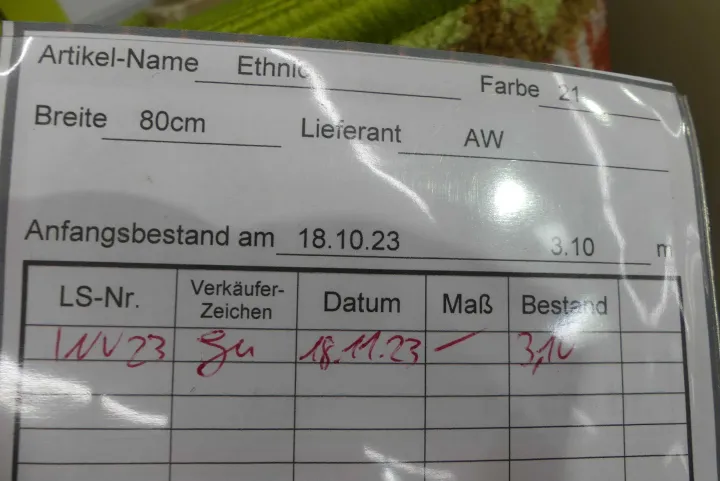 Artikel-Name Ethnic Farbe 21
Breite 80cm Lieferant AW
Anfangsbestand am 18.10.23 3.10 m
LS-Nr. Verkäufer-Zeichen Datum Maß Bestand
INV23 18.11.23 – 3,10